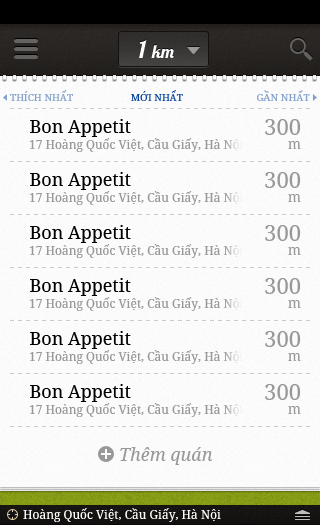 1 km
THÍCH NHẤT MỚI NHẤT GẦN NHẤT
Bon Appetit 300
17 Hoàng Quốc Việt, Cầu Giấy, Hà Nội m
Bon Appetit 300
17 Hoàng Quốc Việt, Cầu Giấy, Hà Nội m
Bon Appetit 300
17 Hoàng Quốc Việt, Cầu Giấy, Hà Nội m
Bon Appetit 300
17 Hoàng Quốc Việt, Cầu Giấy, Hà Nội m
Bon Appetit 300
17 Hoàng Quốc Việt, Cầu Giấy, Hà Nội m
Bon Appetit 300
17 Hoàng Quốc Việt, Cầu Giấy, Hà Nội m
Thêm quán
Hoàng Quốc Việt, Cầu Giấy, Hà Nội